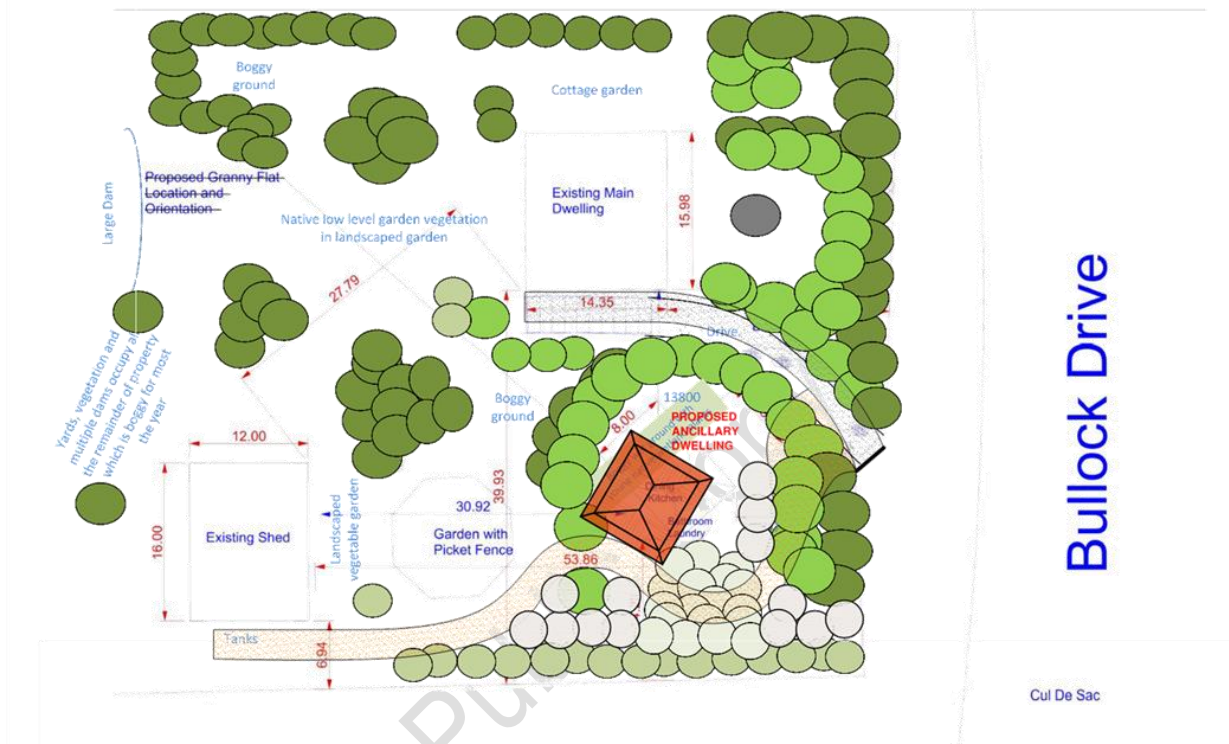 Boggy
ground
Cottage garden
Proposed Granny Flat
Location and
Orientation
Large Dam
Existing Main
Dwelling
15.98
Native low level garden vegetation
in landscaped garden
27.79
14.35
Drive
Yards, vegetation and
multiple dams occupy
the remainder of property
which is boggy for most
the year
Boggy
ground
13800
8.00
PROPOSED
ANCILLARY
DWELLING
Kitchen
12.00
16.00
Existing Shed
Landscaped
vegetable garden
30.92
39.93
Garden with
Picket Fence
53.86
Tanks
6.94
Bullock Drive
Cul De Sac